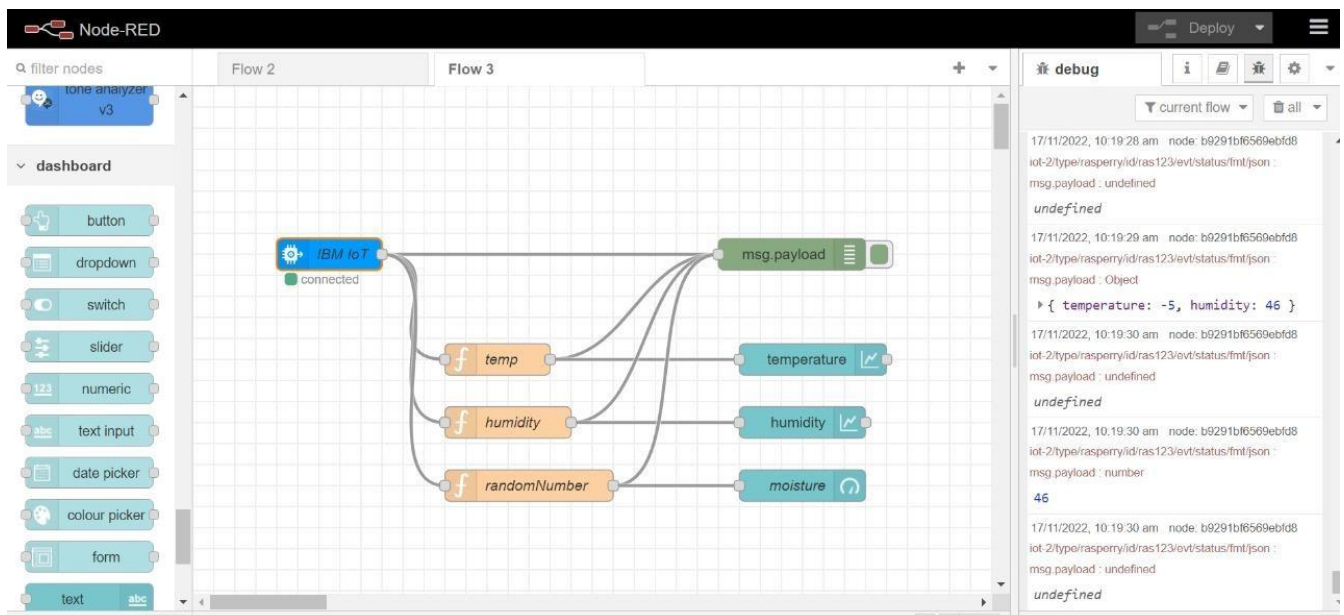 Node-RED
Deploy
filter nodes
tone analyzer
v3
dashboard
button
dropdown
switch
slider
123
numeric
abc
text input
date picker
colour picker
form
text
abc
Flow 2
Flow 3
IBM IoT
connected
msg.payload
f temp
temperature
f humidity
humidity
f randomNumber
moisture
debug
i
current flow
all
17/11/2022, 10:19:28 am node: b9291bf6569ebfd8
iot-2/type/rasperry/id/ras123/evt/status/fmt/json :
msg.payload : undefined
undefined
17/11/2022, 10:19:29 am node: b9291bf6569ebfd8
iot-2/type/rasperry/id/ras123/evt/status/fmt/json :
msg.payload : Object
{ temperature: -5, humidity: 46 }
17/11/2022, 10:19:30 am node: b9291bf6569ebfd8
iot-2/type/rasperry/id/ras123/evt/status/fmt/json :
msg.payload : undefined
undefined
17/11/2022, 10:19:30 am node: b9291bf6569ebfd8
iot-2/type/rasperry/id/ras123/evt/status/fmt/json :
msg.payload : number
46
17/11/2022, 10:19:30 am node: b9291bf6569ebfd8
iot-2/type/rasperry/id/ras123/evt/status/fmt/json :
msg.payload : undefined
undefined